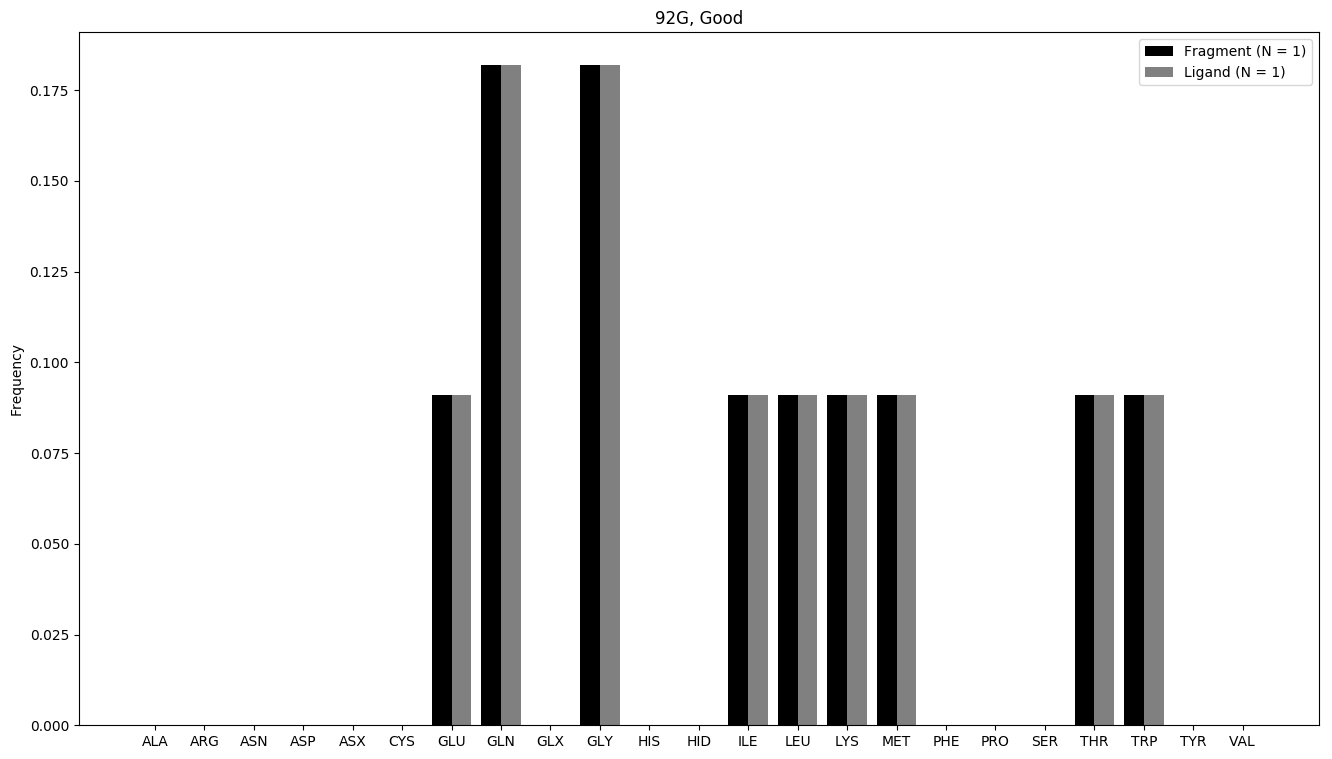 92G, Good
Fragment (N = 1)
Ligand (N = 1)
Frequency
0.175
0.150
0.125
0.100
0.075
0.050
0.025
0.000
ALA ARG ASN ASP ASX CYS GLU GLN GLX GLY HIS HID ILE LEU LYS MET PHE PRO SER THR TRP TYR VAL